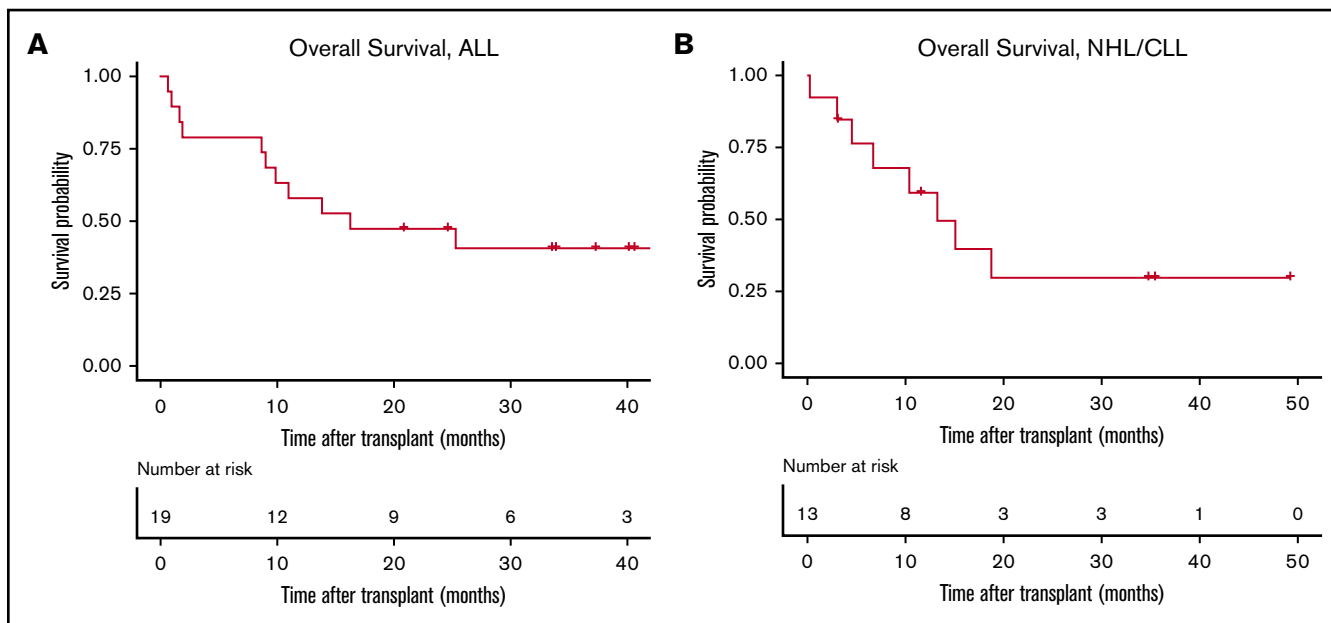 A
Overall Survival, ALL
Survival probability
1.00
0.75
0.50
0.25
0.00
0 10 20 30 40
Time after transplant (months)
Number at risk
19 12 9 6 3
0 10 20 30 40
Time after transplant (months)
B
Overall Survival, NHL/CLL
Survival probability
1.00
0.75
0.50
0.25
0.00
0 10 20 30 40 50
Time after transplant (months)
Number at risk
13 8 3 3 1 0
0 10 20 30 40 50
Time after transplant (months)